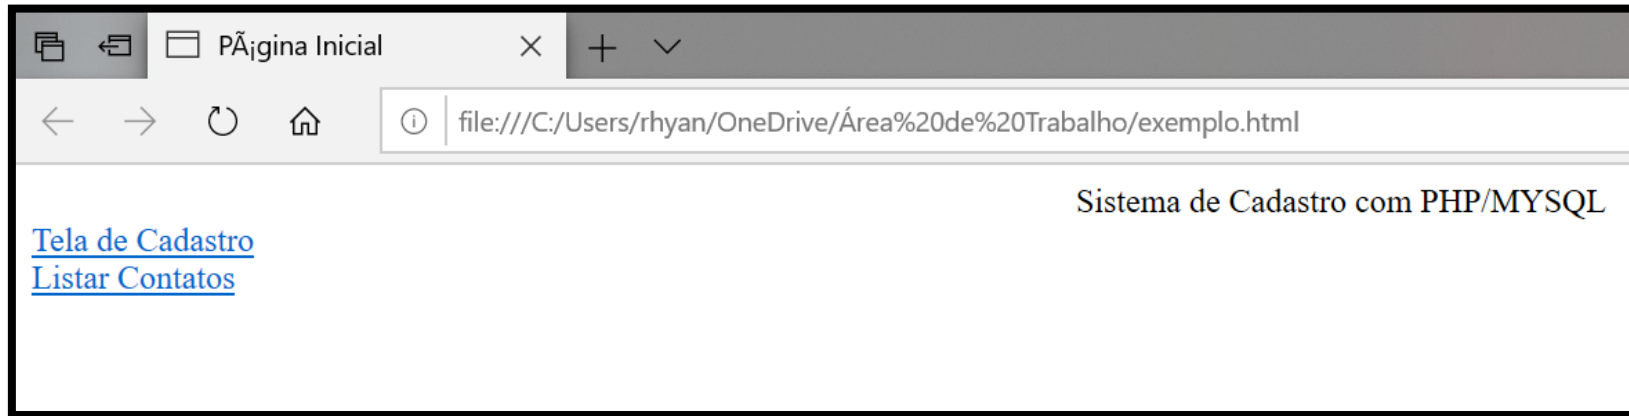 PÃ¡gina Inicial
file:///C:/Users/rhyan/OneDrive/Área%20de%20Trabalho/exemplo.html
Sistema de Cadastro com PHP/MYSQL
Tela de Cadastro
Listar Contatos